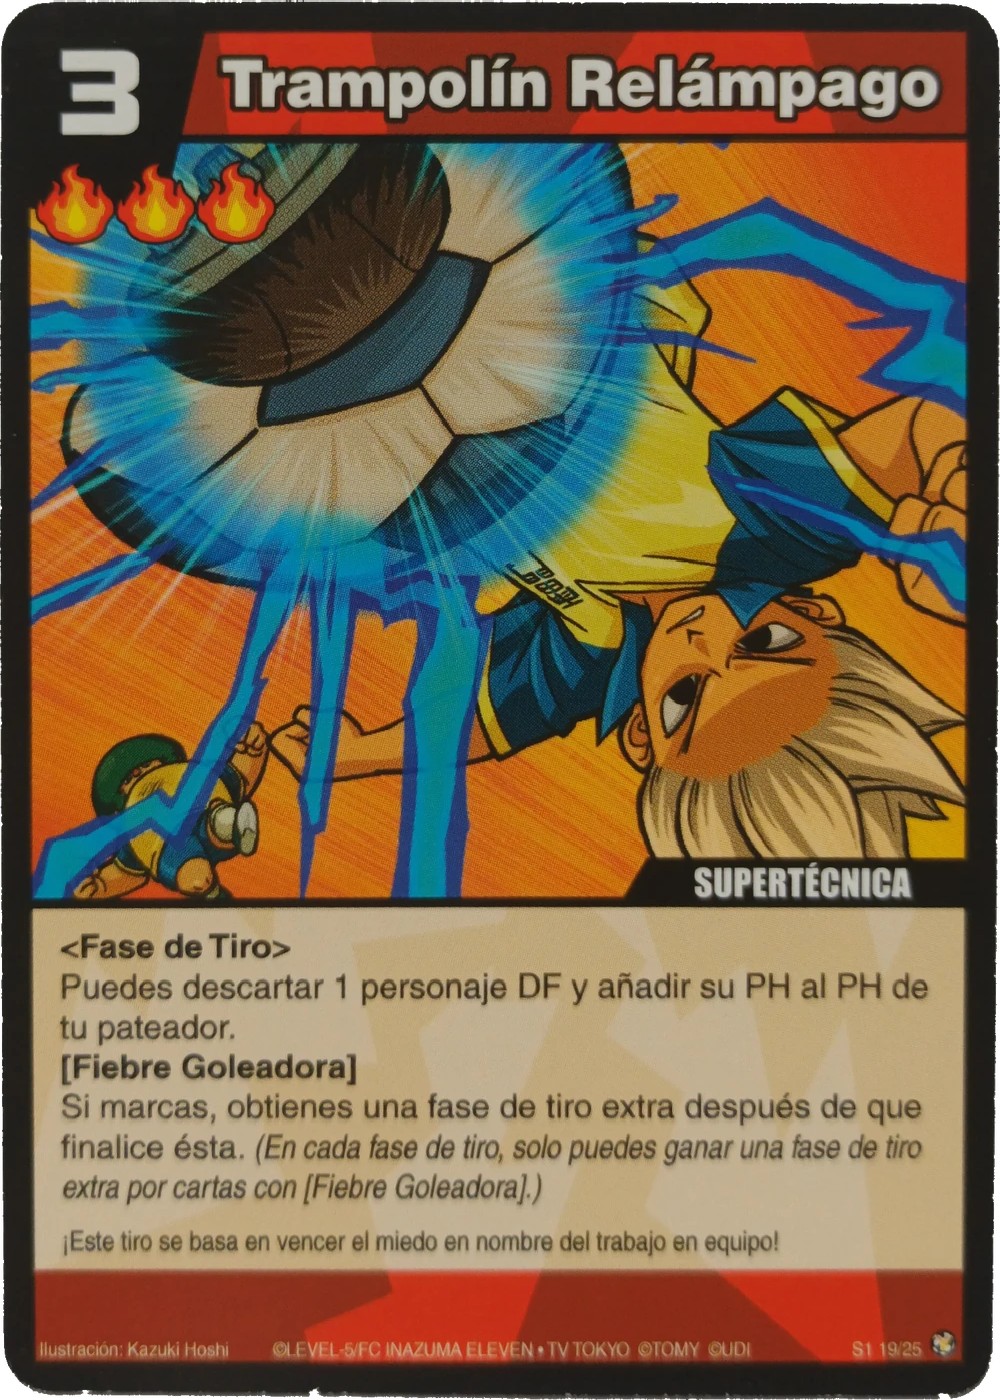 3
Trampolín Relámpago
SUPERTÉCNICA
<Fase de Tiro>
Puedes descartar 1 personaje DF y añadir su PH al PH de
tu pateador.
[Fiebre Goleadora]
Si marcas, obtienes una fase de tiro extra después de que
finalice ésta. (En cada fase de tiro, solo puedes ganar una fase de tiro
extra por cartas con [Fiebre Goleadora].)
¡Este tiro se basa en vencer el miedo en nombre del trabajo en equipo!
Ilustración: Kazuki Hoshi ©LEVEL-5/FC INAZUMA ELEVEN • TV TOKYO ©TOMY ©UDI S1 19/25